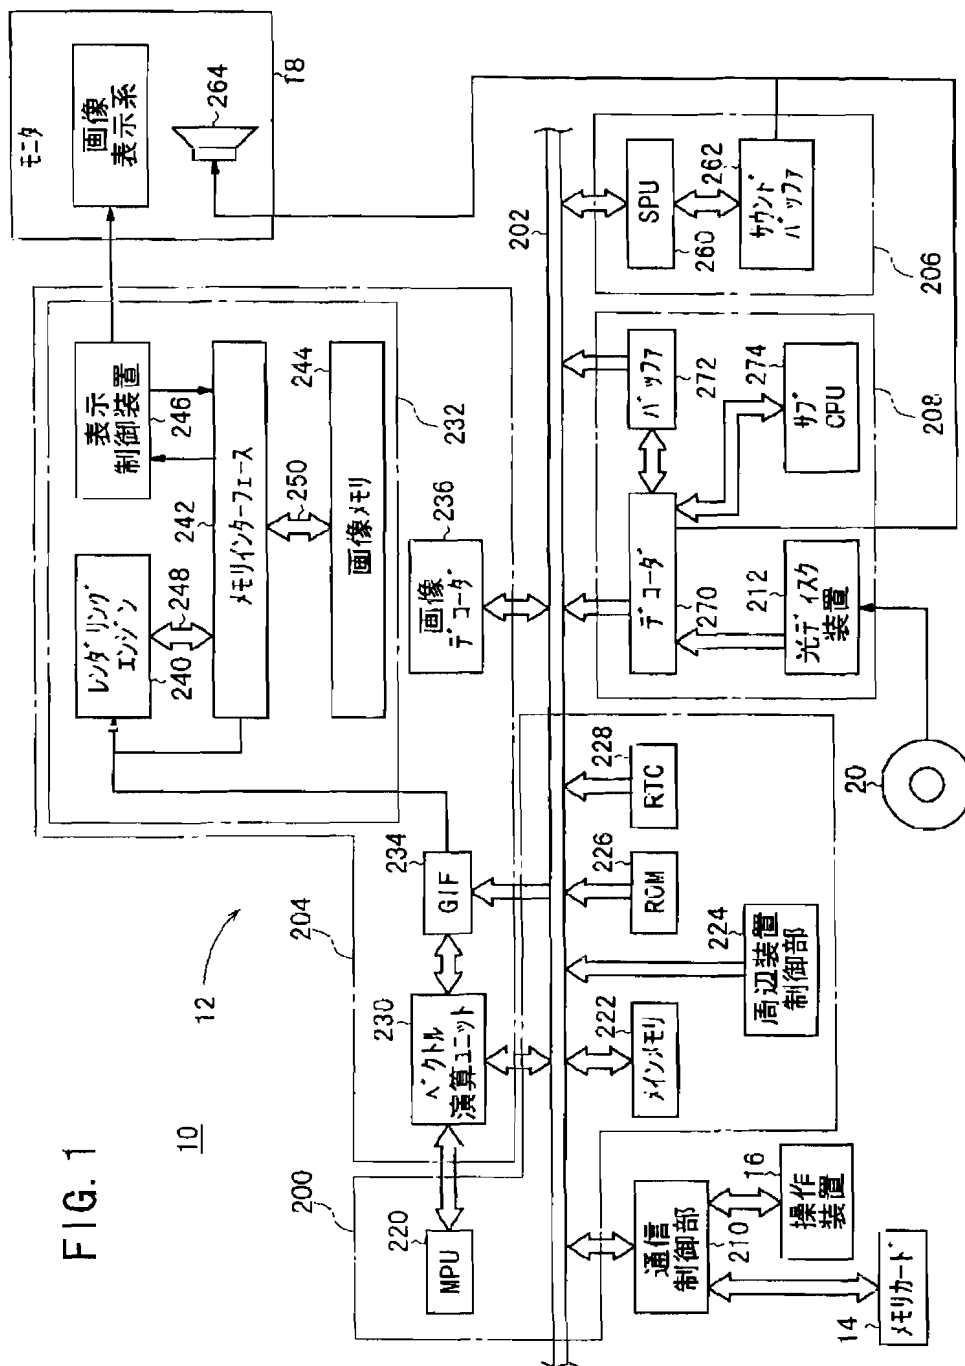 FIG. 1
10
12
モニタ
画像
表示系
264
18
表示
制御装置
246
レンダリング
エンジン
240
248
242
メモリインターフェース
250
244
画像メモリ
232
234
GIF
204
230
ベクトル
演算ユニット
236
画像
デコーダ
200
220
MPU
202
222
メインメモリ
224
周辺装置
制御部
226
ROM
228
RTC
通信
制御部
210
16
操作
装置
14
メモリカード
デコーダ
270
バッファ
272
212
光ディスク
装置
274
サブ
CPU
208
20
SPU
260
262
サウンド
バッファ
206